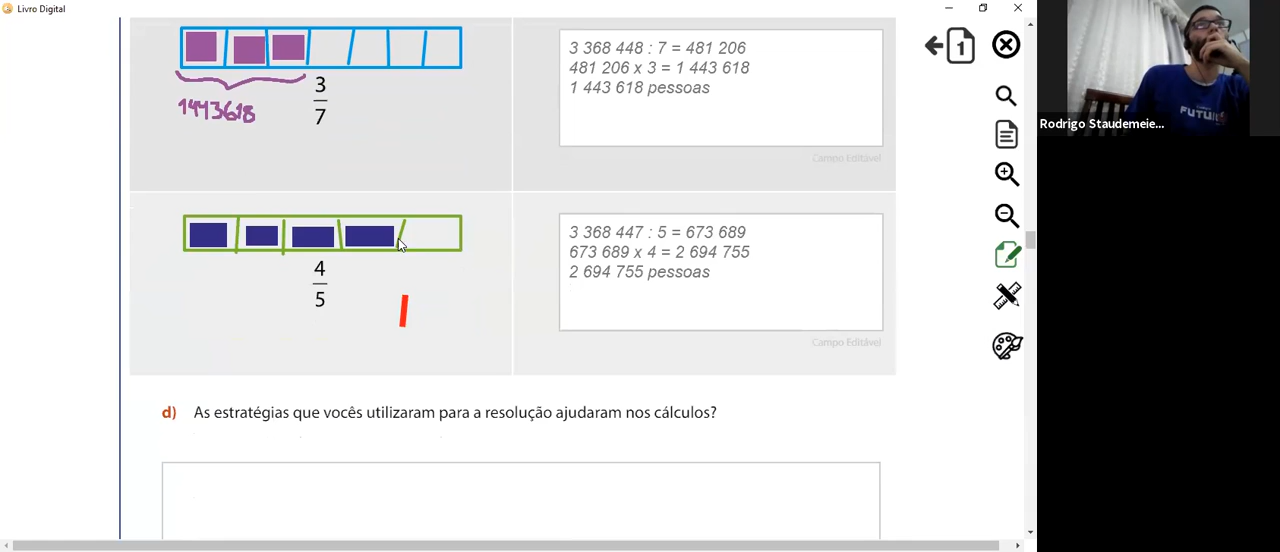 Livro Digital
3 368 448 : 7 = 481 206
481 206 x 3 = 1 443 618
1 443 618 pessoas
Campo Editável
3
7
1443618
1
Rodrigo Staudemeie...
3 368 447 : 5 = 673 689
673 689 x 4 = 2 694 755
2 694 755 pessoas
Campo Editável
4
5
d) As estratégias que vocês utilizaram para a resolução ajudaram nos cálculos?